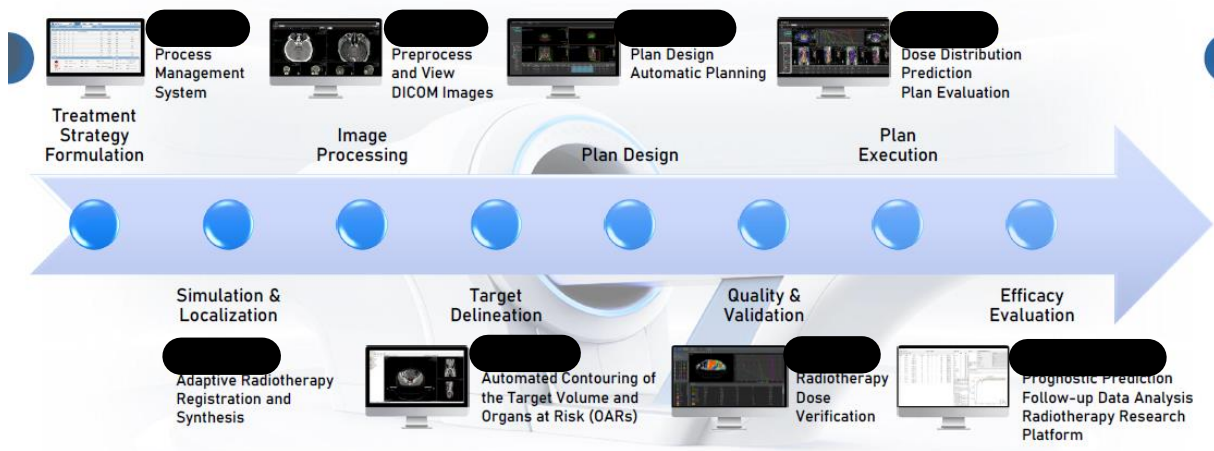 Process
Management
System
Preprocess
and View
DICOM Images
Plan Design
Automatic Planning
Dose Distribution
Prediction
Plan Evaluation
Treatment
Strategy
Formulation
Image
Processing
Plan Design
Plan
Execution
Simulation &
Localization
Target
Delineation
Quality &
Validation
Efficacy
Evaluation
Adaptive Radiotherapy
Registration and
Synthesis
Automated Contouring of
the Target Volume and
Organs at Risk (OARs)
Radiotherapy
Dose
Verification
Prognostic Prediction
Follow-up Data Analysis
Radiotherapy Research
Platform